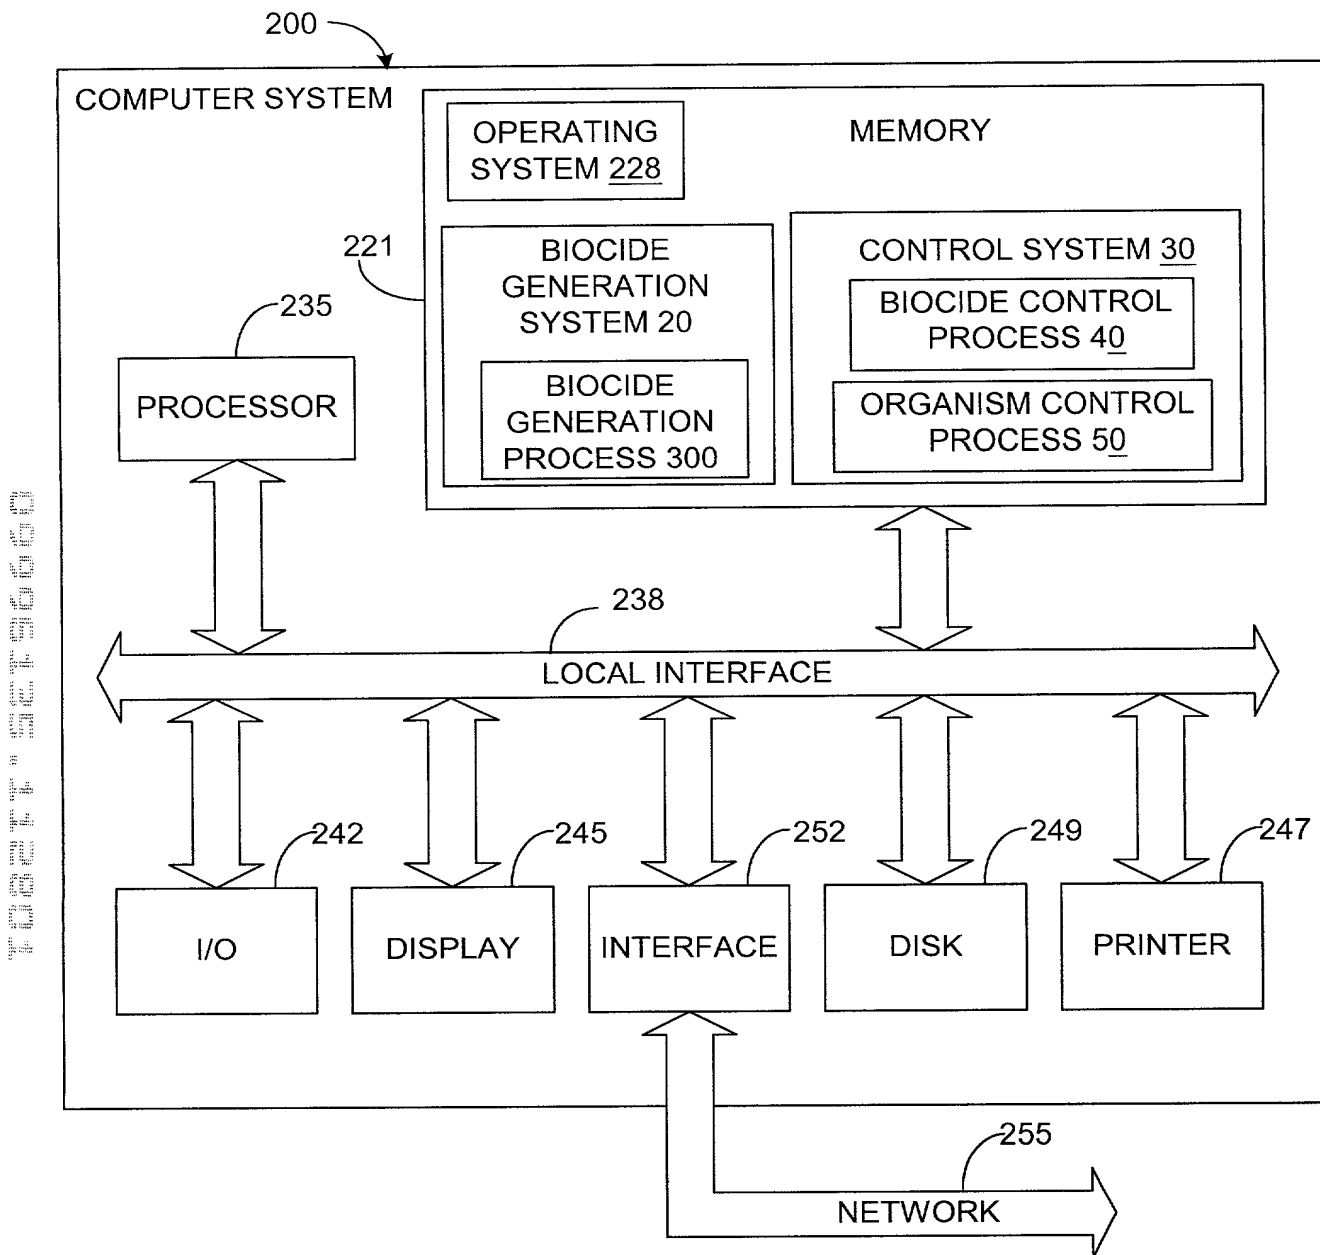 200
COMPUTER SYSTEM
OPERATING
SYSTEM 228
MEMORY
221
BIOCIDE
GENERATION
SYSTEM 20
BIOCIDE
GENERATION
PROCESS 300
CONTROL SYSTEM 30
BIOCIDE CONTROL
PROCESS 40
ORGANISM CONTROL
PROCESS 50
235
PROCESSOR
238
LOCAL INTERFACE
242
245
252
249
247
I/O
DISPLAY
INTERFACE
DISK
PRINTER
255
NETWORK